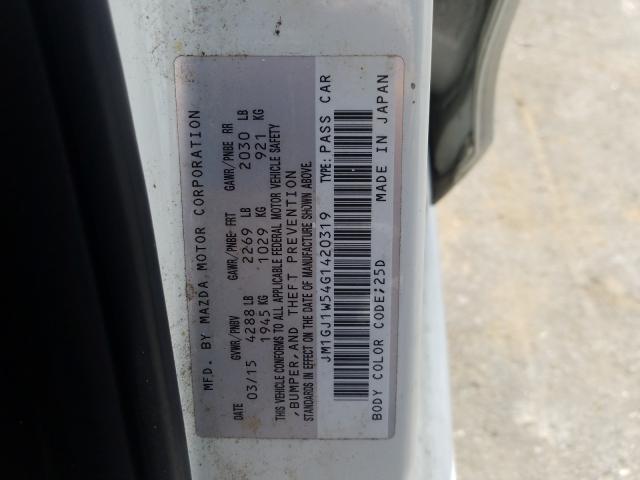 MFD. BY MAZDA MOTOR CORPORATION
DATE GVWR/PNBV GAWR/PNBE FRT GAWR/PNBE RR
03/15 4288 LB 2269 LB 2030 LB
1945 KG 1029 KG 921 KG
THIS VEHICLE CONFORMS TO ALL APPLICABLE FEDERAL MOTOR VEHICLE SAFETY
,BUMPER,AND THEFT PREVENTION
STANDARDS IN EFFECT ON THE DATE OF MANUFACTURE SHOWN ABOVE.
JM1GJ1W54G1420319 TYPE: PASS CAR
BODY COLOR CODE;25D MADE IN JAPAN